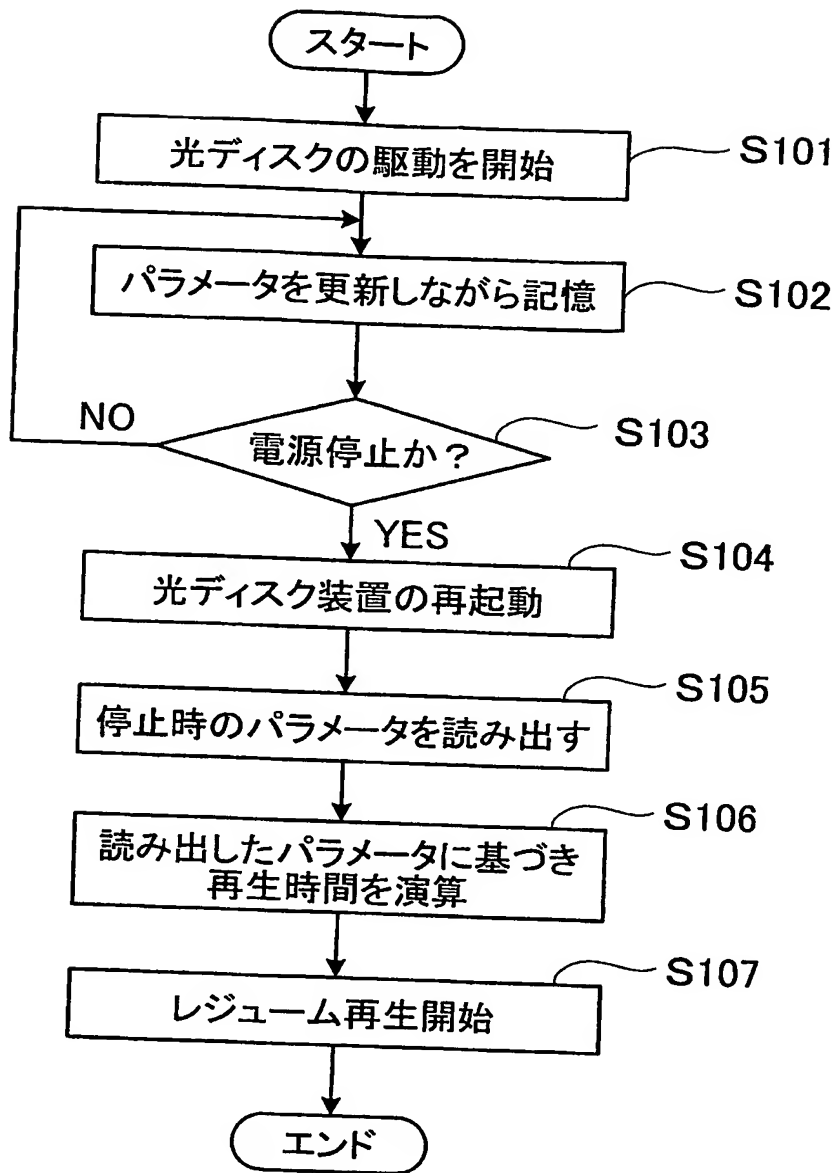 スタート
光ディスクの駆動を開始
S101
パラメータを更新しながら記憶
S102
NO
電源停止か?
S103
YES
光ディスク装置の再起動
S104
停止時のパラメータを読み出す
S105
読み出したパラメータに基づき
再生時間を演算
S106
レジューム再生開始
S107
エンド